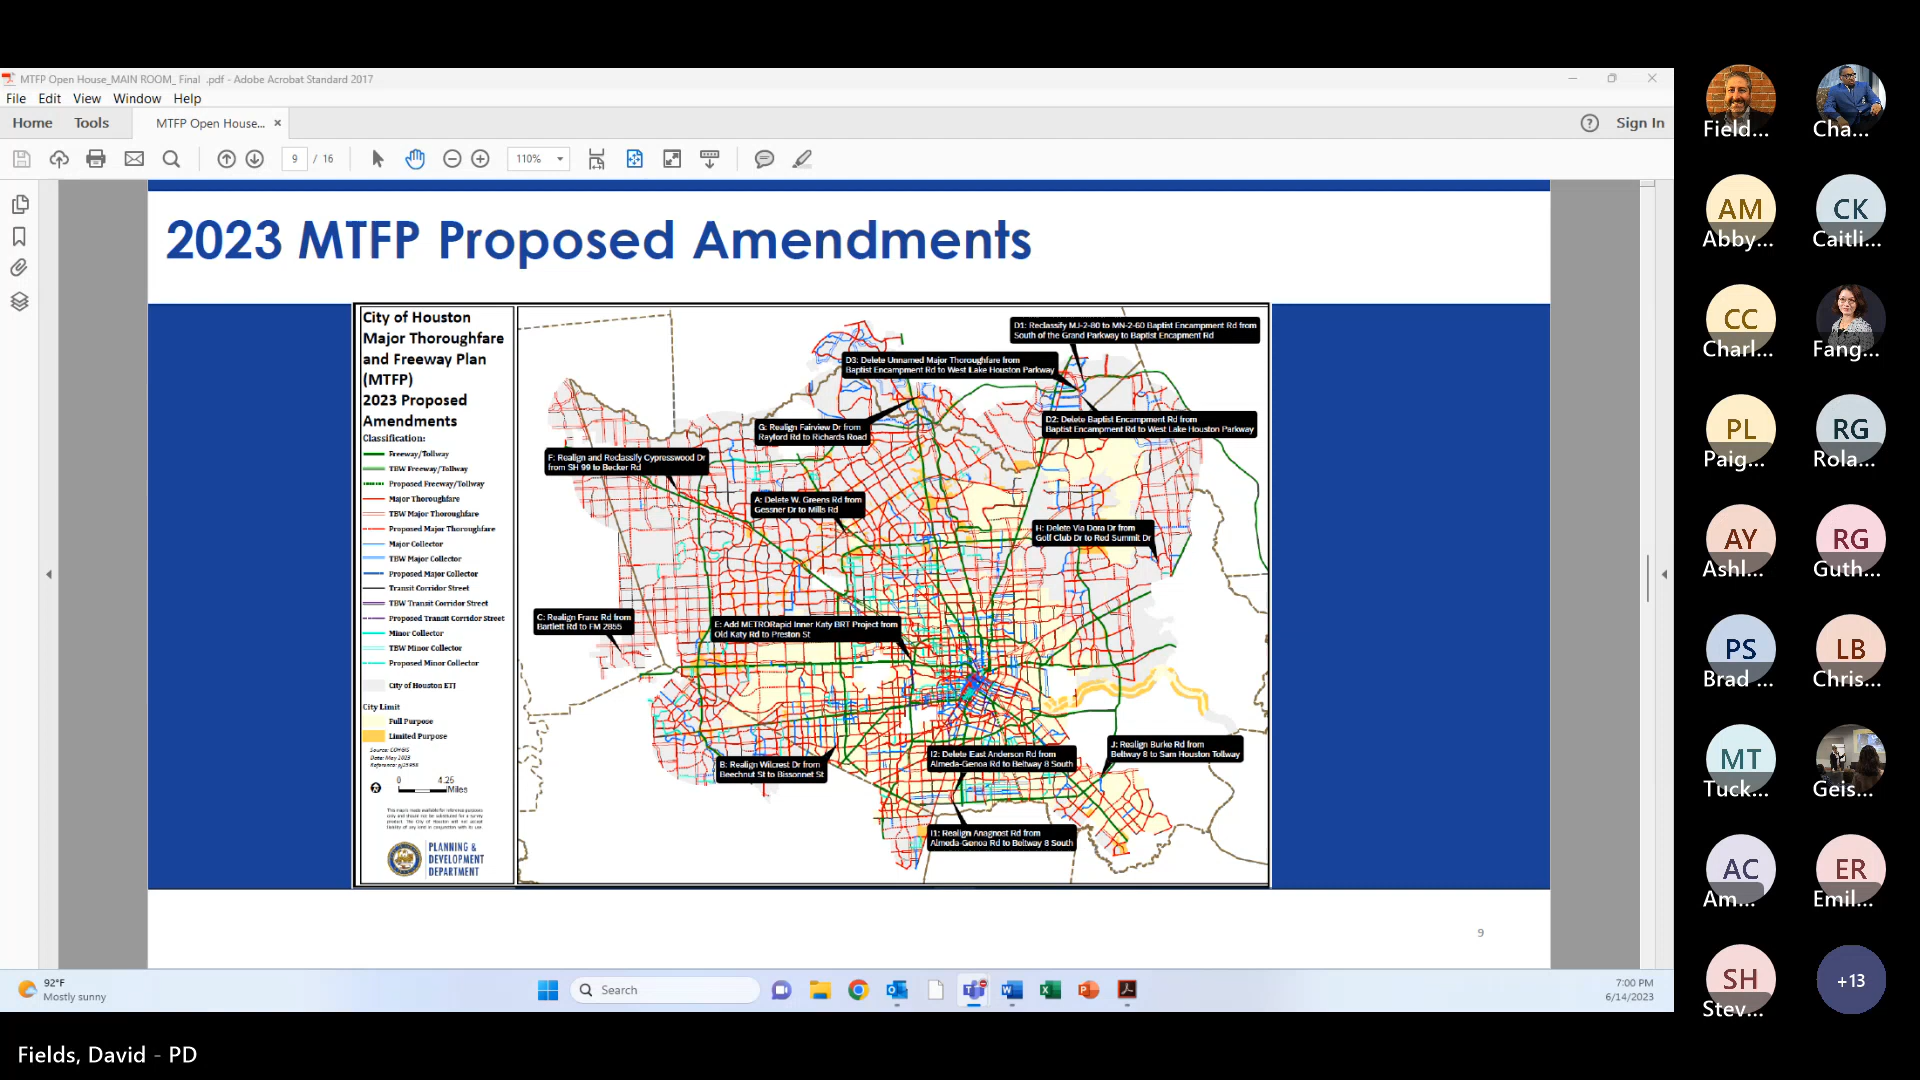 MTFP Open House_MAIN ROOM_ Final .pdf - Adobe Acrobat Standard 2017
File Edit View Window Help
Home Tools MTFP Open House... × Sign In
9 / 16 110%
2023 MTFP Proposed Amendments
City of Houston
Major Thoroughfare
and Freeway Plan
(MTFP)
2023 Proposed
Amendments
Classification:
Freeway/Tollway
TBW Freeway/Tollway
Proposed Freeway/Tollway
Major Thoroughfare
TBW Major Thoroughfare
Proposed Major Thoroughfare
Major Collector
TBW Major Collector
Proposed Major Collector
Transit Corridor Street
TBW Transit Corridor Street
Proposed Transit Corridor Street
Minor Collector
TBW Minor Collector
Proposed Minor Collector
City of Houston ETJ
City Limit
Full Purpose
Limited Purpose
Source: COHGIS
Date: May 2023
0 4.25
Miles
PLANNING &
DEVELOPMENT
DEPARTMENT
D1: Reclassify MJ-2-80 to MN-2-60 Baptist Encampment Rd from
South of the Grand Parkway to Baptist Encapment Rd
D3: Delete Unnamed Major Thoroughfare from
Baptist Encampment Rd to West Lake Houston Parkway
G: Realign Fairview Dr from
Rayford Rd to Richards Road
D2: Delete Baptist Encampment Rd from
Baptist Encampment Rd to West Lake Houston Parkway
F: Realign and Reclassify Cypresswood Dr
from SH 99 to Becker Rd
A: Delete W. Greens Rd from
Gessner Dr to Mills Rd
H: Delete Via Dora Dr from
Golf Club Dr to Red Summit Dr
C: Realign Franz Rd from
Bartlett Rd to FM 2855
E: Add METRORapid Inner Katy BRT Project from
Old Katy Rd to Preston St
B: Realign Wilcrest Dr from
Beechnut St to Bissonnet St
I2: Delete East Anderson Rd from
Almeda-Genoa Rd to Beltway 8 South
J: Realign Burke Rd from
Beltway 8 to Sam Houston Tollway
I1: Realign Anagnost Rd from
Almeda-Genoa Rd to Beltway 8 South
9
92°F
Mostly sunny
Search
7:00 PM
6/14/2023
Fields, David - PD
Field... Cha...
AM CK
Abby... Caitli...
CC
Charl... Fang...
PL RG
Paig... Rola...
AY RG
Ashl... Guth...
PS LB
Brad ... Chris...
MT
Tuck... Geis...
AC ER
Am... Emil...
SH +13
Stev...